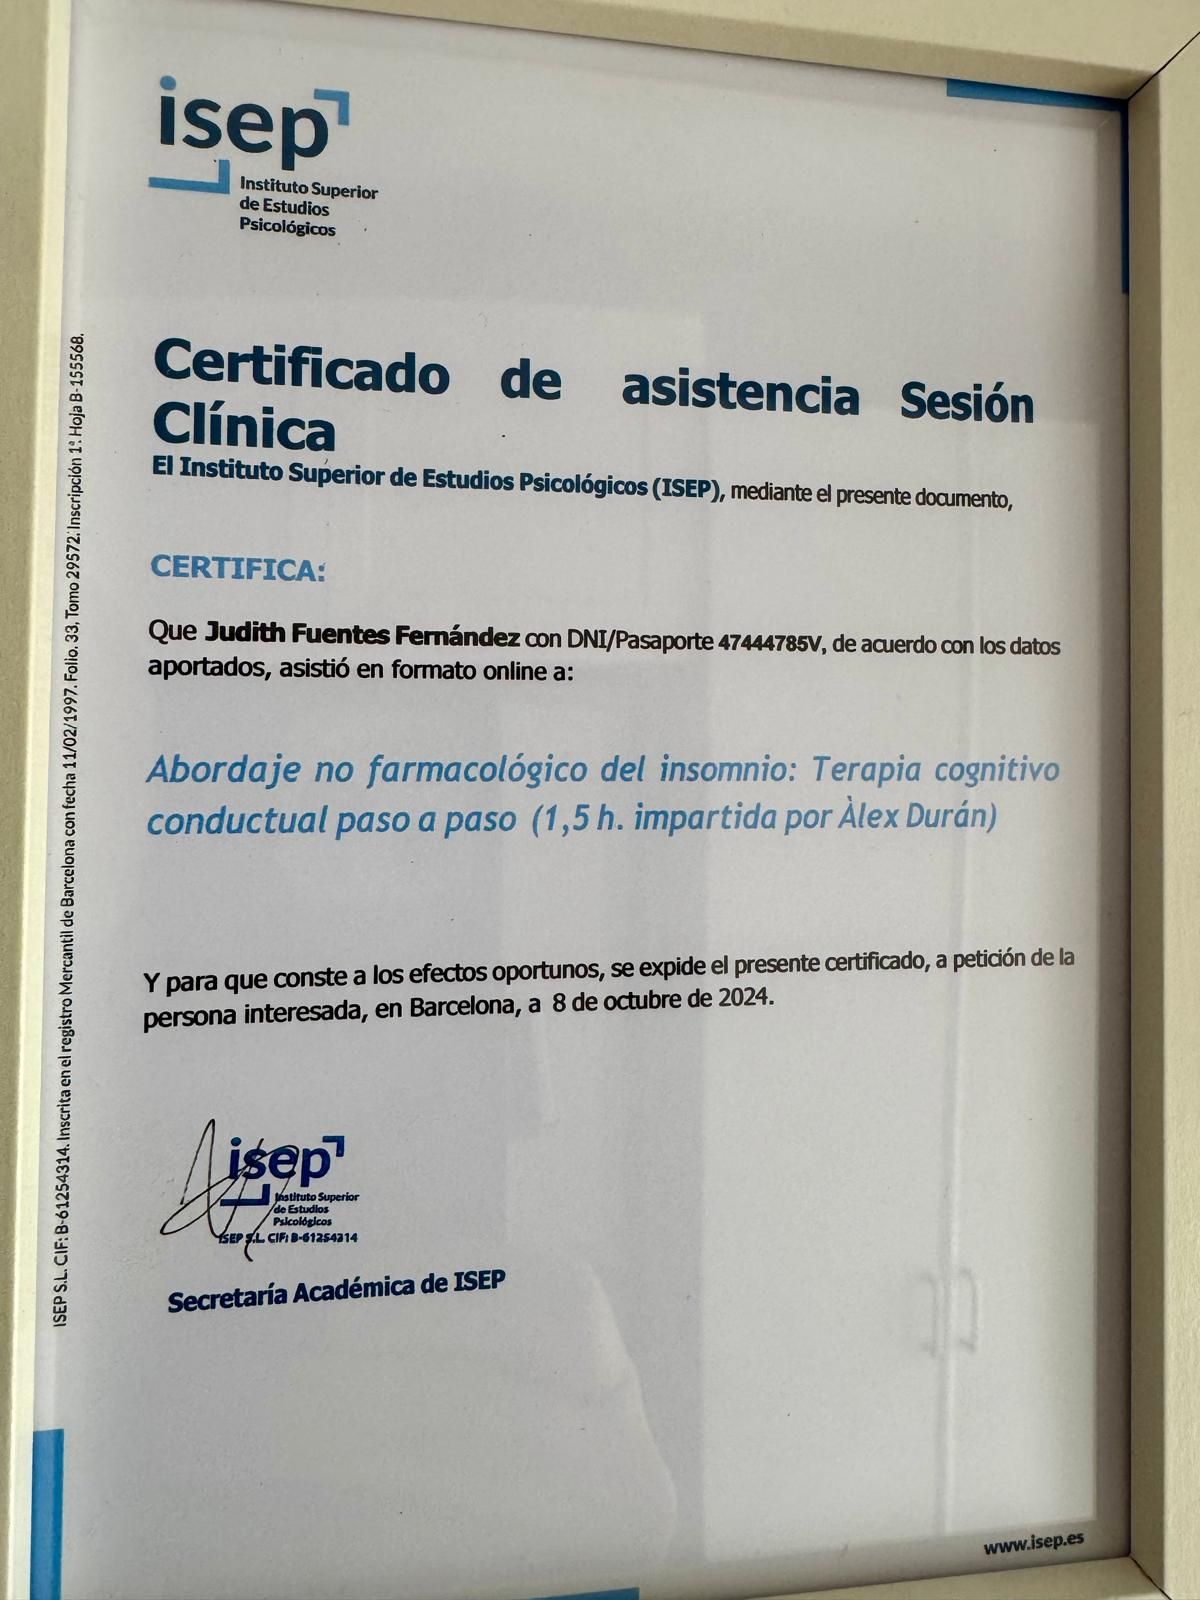 isep
Instituto Superior
de Estudios
Psicológicos
Certificado de asistencia Sesión
Clínica
El Instituto Superior de Estudios Psicológicos (ISEP), mediante el presente documento,
CERTIFICA:
Que Judith Fuentes Fernández con DNI/Pasaporte 47444785V, de acuerdo con los datos
aportados, asistió en formato online a:
Abordaje no farmacológico del insomnio: Terapia cognitivo
conductual paso a paso (1,5 h. impartida por Àlex Durán)
Y para que conste a los efectos oportunos, se expide el presente certificado, a petición de la
persona interesada, en Barcelona, a 8 de octubre de 2024.
isep
Instituto Superior
de Estudios
Psicológicos
ISEP S.L. CIF: B-61254314
Secretaría Académica de ISEP
www.isep.es
ISEP S.L. CIF: B-61254314. Inscrita en el registro Mercantil de Barcelona con fecha 11/02/1997. Folio. 33, Tomo 29572. Inscripción 1ª. Hoja B-155568.